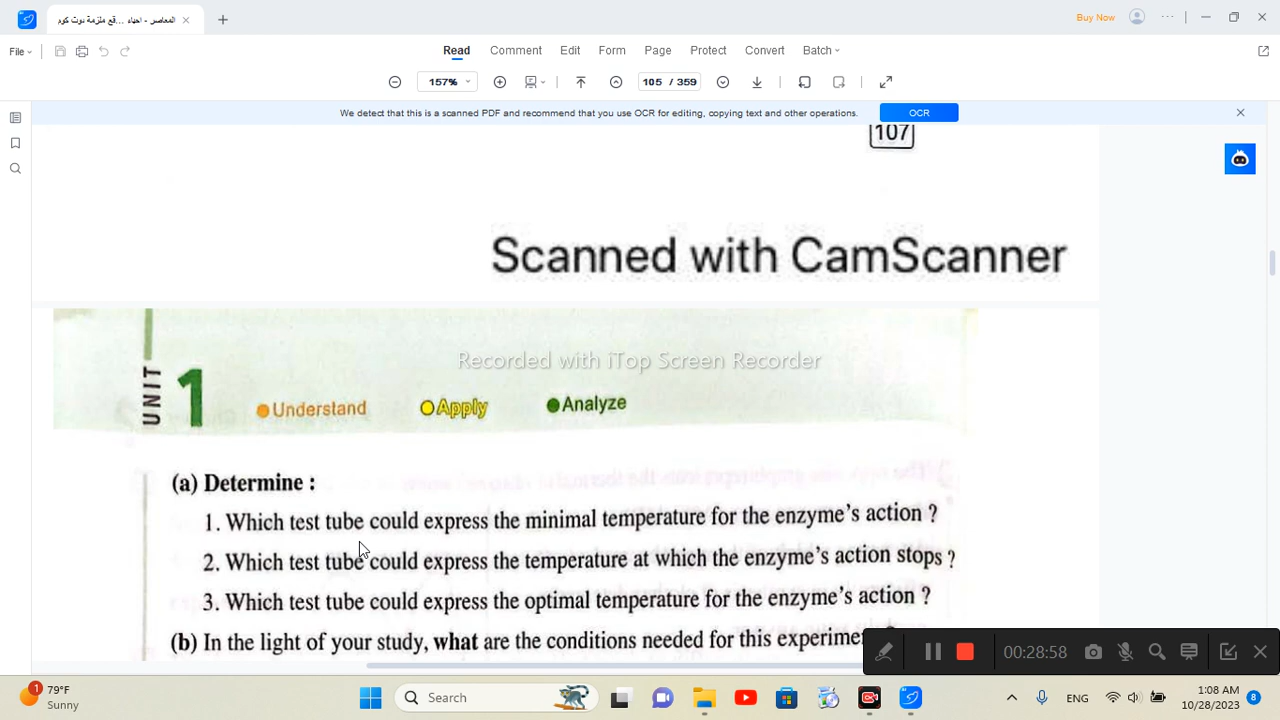 المعاصر - احياء ...قع ملزمة دوت كوم
Buy Now
File
Read Comment Edit Form Page Protect Convert Batch
157% 105 / 359
We detect that this is a scanned PDF and recommend that you use OCR for editing, copying text and other operations. OCR
107
Scanned with CamScanner
Recorded with iTop Screen Recorder
UNIT 1
Understand Apply Analyze
(a) Determine :
1. Which test tube could express the minimal temperature for the enzyme's action ?
2. Which test tube could express the temperature at which the enzyme's action stops ?
3. Which test tube could express the optimal temperature for the enzyme's action ?
(b) In the light of your study, what are the conditions needed for this experime
00:28:58
1
79°F
Sunny
Search
ENG
1:08 AM
10/28/2023
8